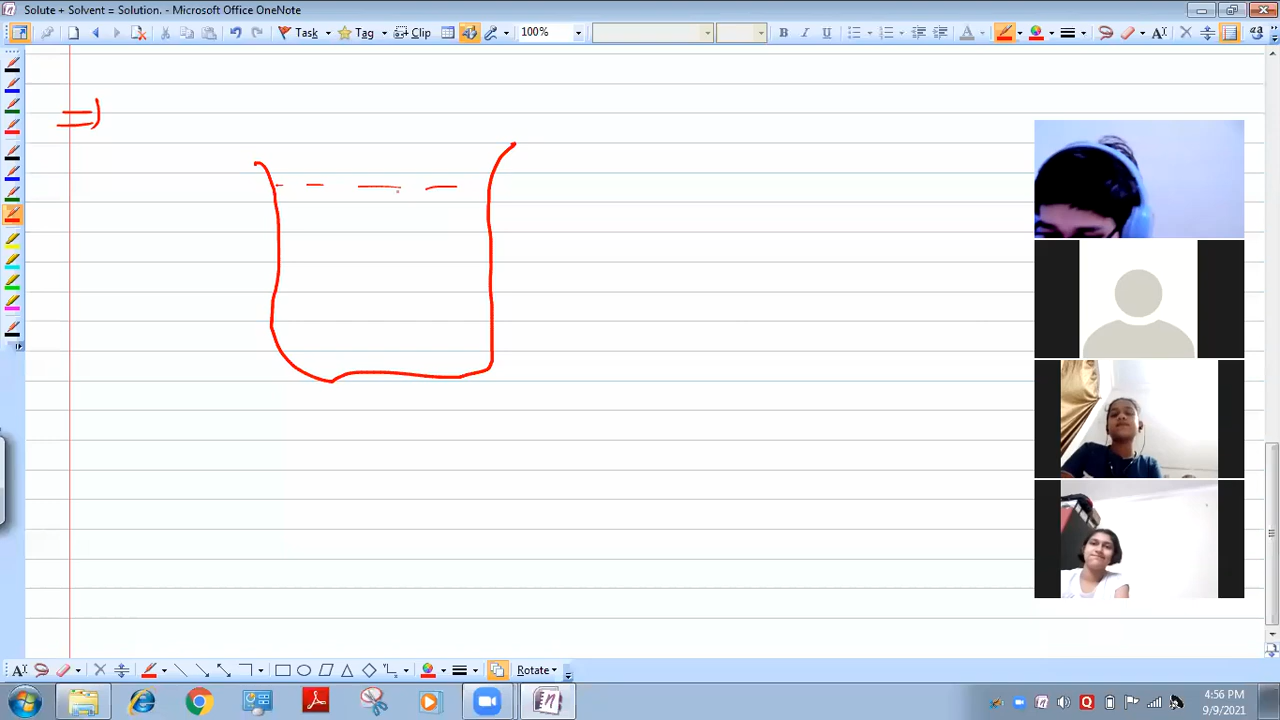 Solute + Solvent = Solution. - Microsoft Office OneNote
Task Tag Clip 100% B I U A
=)
A Rotate
4:56 PM
9/9/2021